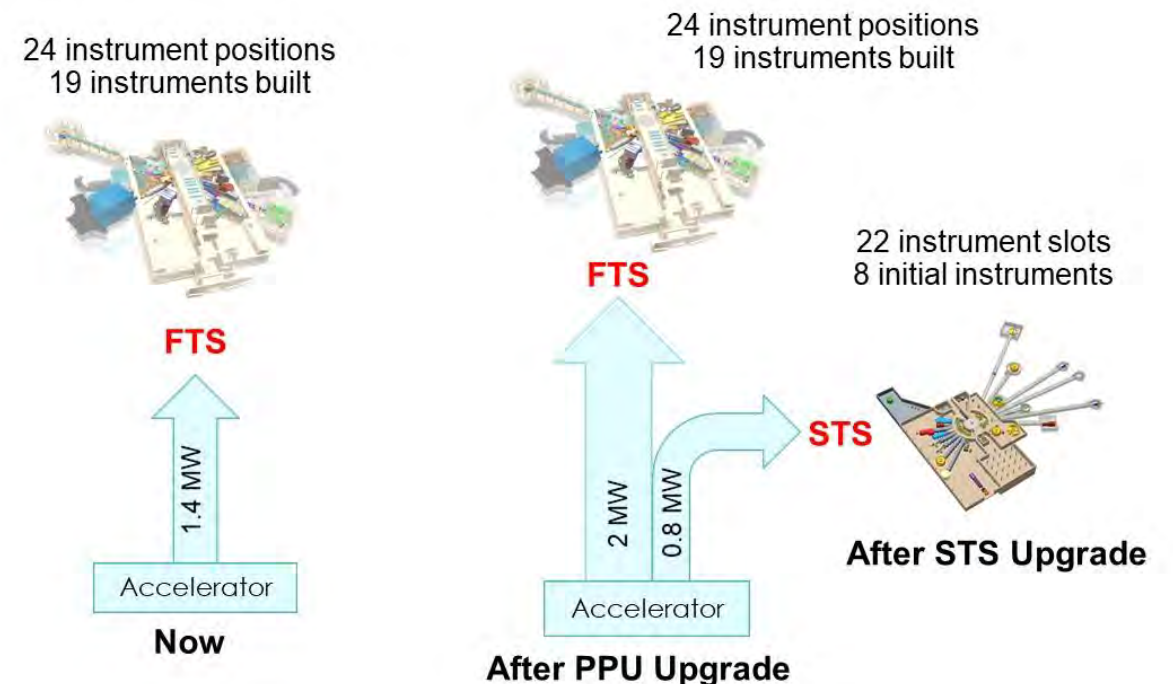 24 instrument positions
19 instruments built
FTS
1.4 MW
Accelerator
Now
24 instrument positions
19 instruments built
FTS
2 MW
0.8 MW
Accelerator
After PPU Upgrade
22 instrument slots
8 initial instruments
STS
After STS Upgrade